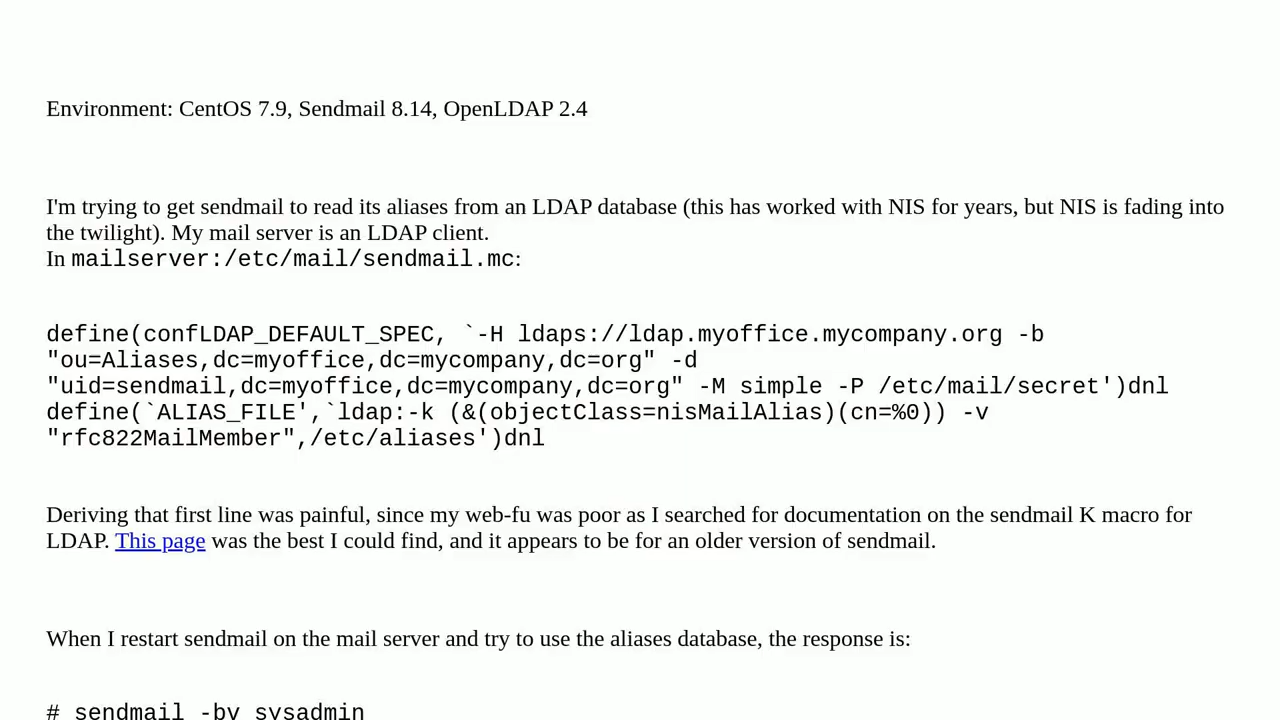 Environment: CentOS 7.9, Sendmail 8.14, OpenLDAP 2.4
I'm trying to get sendmail to read its aliases from an LDAP database (this has worked with NIS for years, but NIS is fading into
the twilight). My mail server is an LDAP client.
In mailserver:/etc/mail/sendmail.mc:
define(confLDAP_DEFAULT_SPEC, `-H ldaps://ldap.myoffice.mycompany.org -b
"ou=Aliases,dc=myoffice,dc=mycompany,dc=org" -d
"uid=sendmail,dc=myoffice,dc=mycompany,dc=org" -M simple -P /etc/mail/secret')dnl
define(`ALIAS_FILE',`ldap:-k (&(objectClass=nisMailAlias)(cn=%0)) -v
"rfc822MailMember",/etc/aliases')dnl
Deriving that first line was painful, since my web-fu was poor as I searched for documentation on the sendmail K macro for
LDAP. This page was the best I could find, and it appears to be for an older version of sendmail.
When I restart sendmail on the mail server and try to use the aliases database, the response is:
# sendmail -bv sysadmin